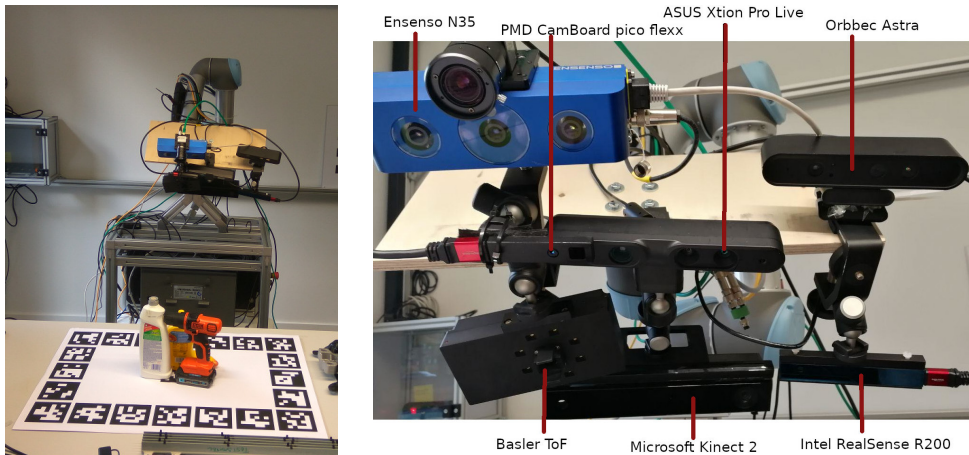 Ensenso N35
PMD CamBoard pico flexx
ASUS Xtion Pro Live
Orbbec Astra
ENSENSO
Basler ToF
Microsoft Kinect 2
Intel RealSense R200